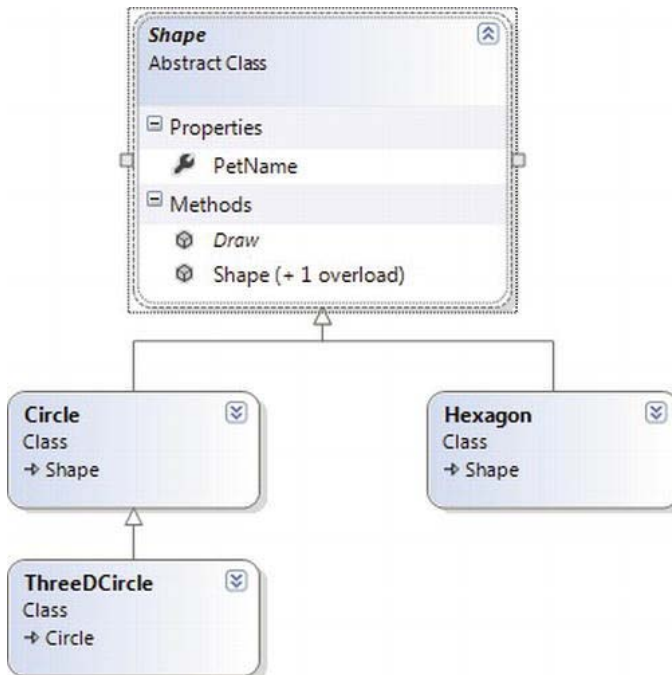 Shape
Abstract Class
Properties
PetName
Methods
Draw
Shape (+ 1 overload)
Circle
Class
Shape
Hexagon
Class
Shape
ThreeDCircle
Class
Circle